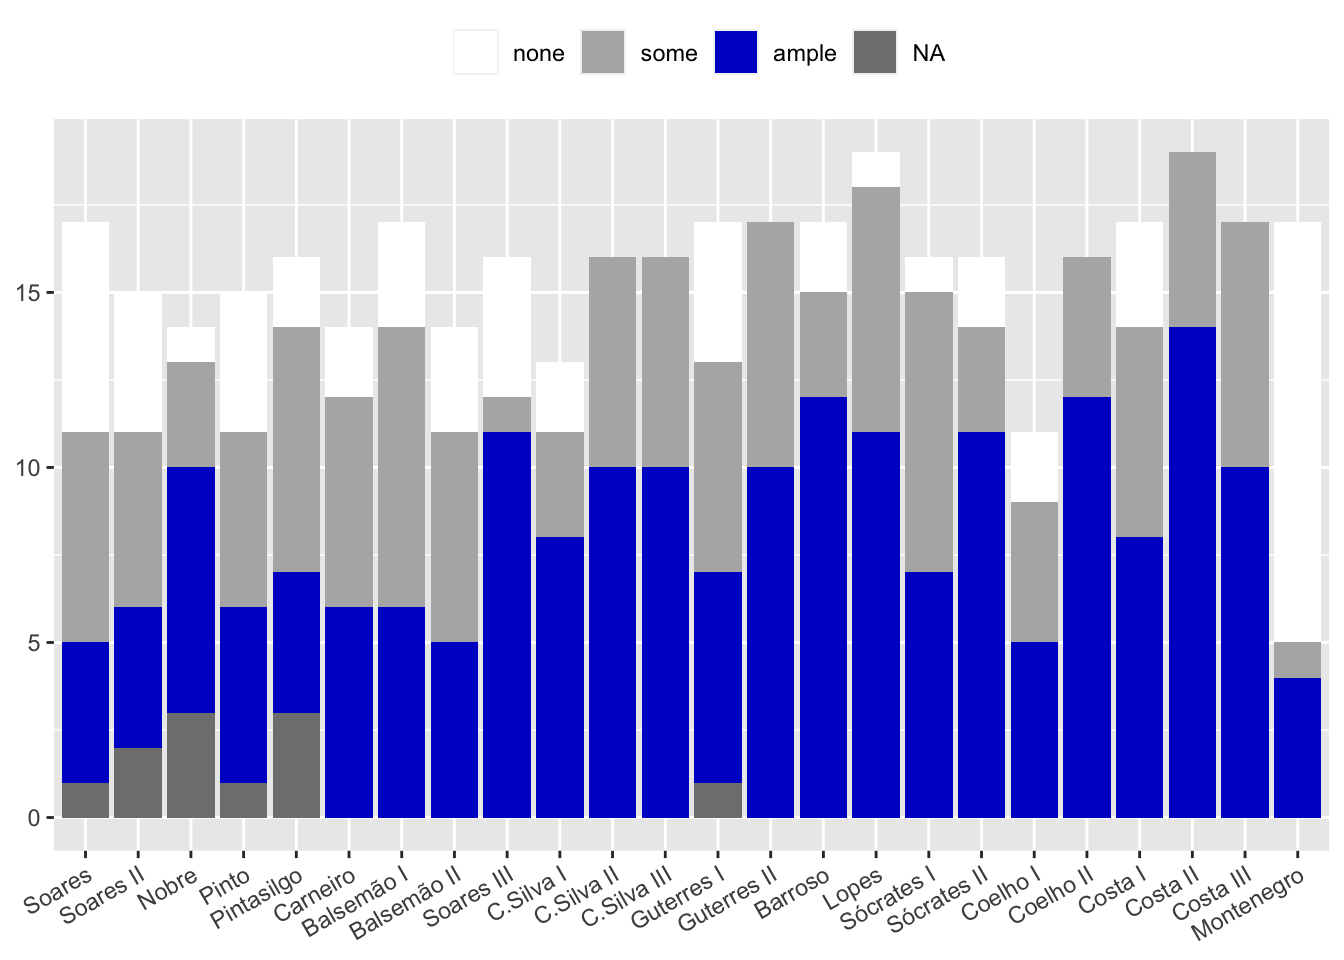 none some ample NA
15
10
5
0
Soares
Soares II
Nobre
Pinto
Pintasilgo
Carneiro
Balsemão I
Balsemão II
Soares III
C.Silva I
C.Silva II
C.Silva III
Guterres I
Guterres II
Barroso
Lopes
Sócrates I
Sócrates II
Coelho I
Coelho II
Costa I
Costa II
Costa III
Montenegro